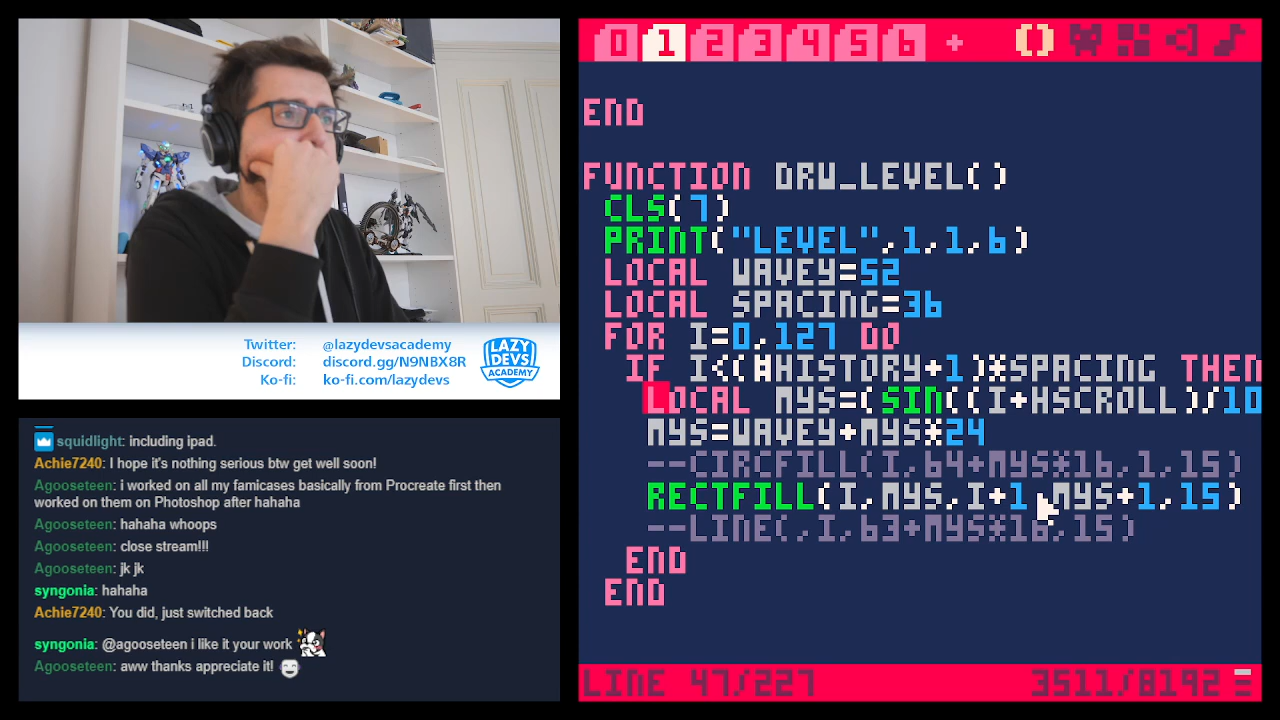 Twitter: @lazydevsacademy
Discord: discord.gg/N9NBX8R
Ko-fi: ko-fi.com/lazydevs
LAZY
DEVS
ACADEMY
squidlight: including ipad.
Achie7240: I hope it's nothing serious btw get well soon!
Agooseteen: i worked on all my famicases basically from Procreate first then
worked on them on Photoshop after hahaha
Agooseteen: hahaha whoops
Agooseteen: close stream!!!
Agooseteen: jk jk
syngonia: hahaha
Achie7240: You did, just switched back
syngonia: @agooseteen i like it your work
Agooseteen: aww thanks appreciate it!
0 1 2 3 4 5 6 + ()
END
FUNCTION DRW_LEVEL()
CLS(7)
PRINT("LEVEL",1,1,6)
LOCAL WAVEY=52
LOCAL SPACING=36
FOR I=0,127 DO
IF I<(#HISTORY+1)*SPACING THEN
LOCAL MYS=(SIN((I+HSCROLL)/10
MYS=WAVEY+MYS*24
--CIRCFILL(I,64+MYS*16,1,15)
RECTFILL(I,MYS,I+1,MYS+1,15)
--LINE(,I,63+MYS*16,15)
END
END
LINE 47/227 3511/8192